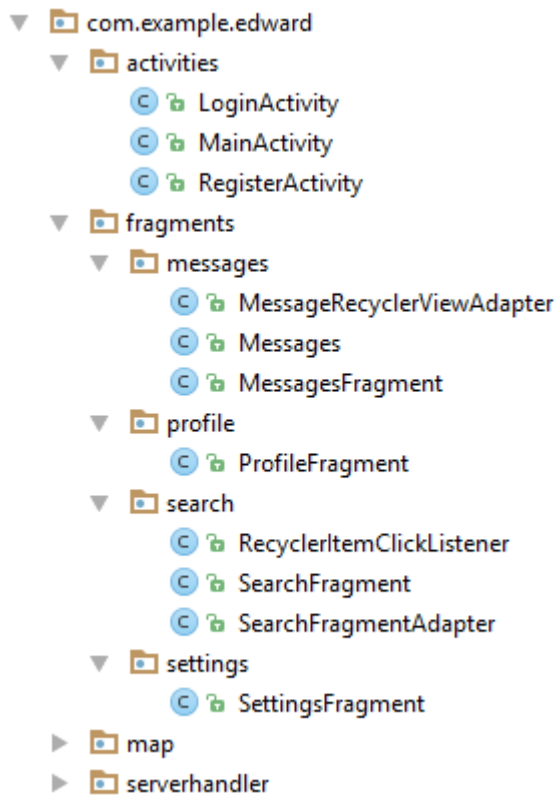 com.example.edward
activities
C LoginActivity
C MainActivity
C RegisterActivity
fragments
messages
C MessageRecyclerViewAdapter
C Messages
C MessagesFragment
profile
C ProfileFragment
search
C RecyclerItemClickListener
C SearchFragment
C SearchFragmentAdapter
settings
C SettingsFragment
map
serverhandler